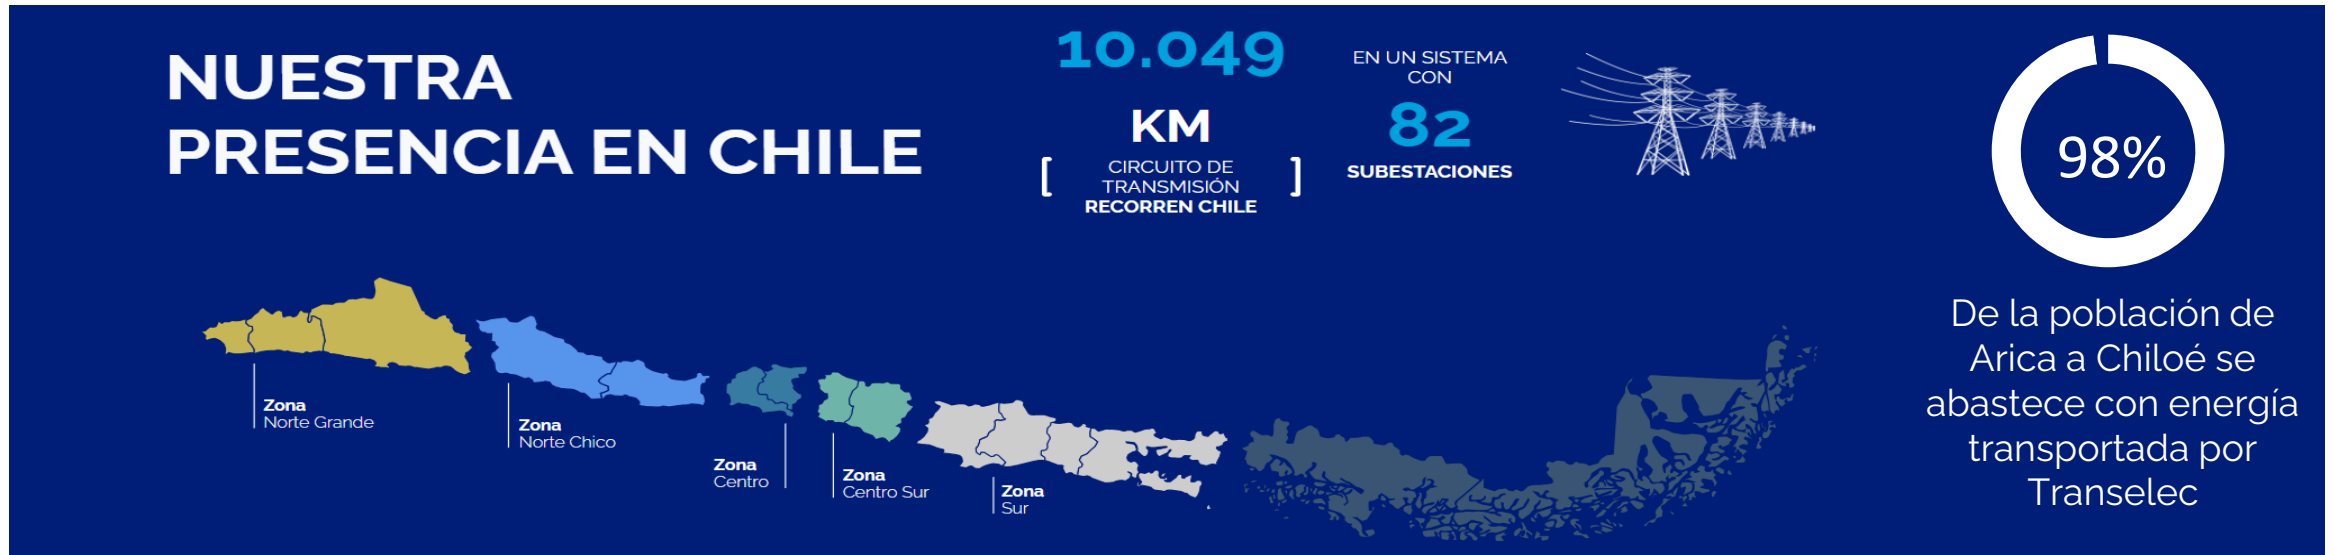 NUESTRA
PRESENCIA EN CHILE
10.049
KM
[ CIRCUITO DE
TRANSMISIÓN
RECORREN CHILE ]
EN UN SISTEMA
CON
82
SUBESTACIONES
98%
De la población de
Arica a Chiloé se
abastece con energía
transportada por
Transelec
Zona
Norte Grande
Zona
Norte Chico
Zona
Centro
Zona
Centro Sur
Zona
Sur